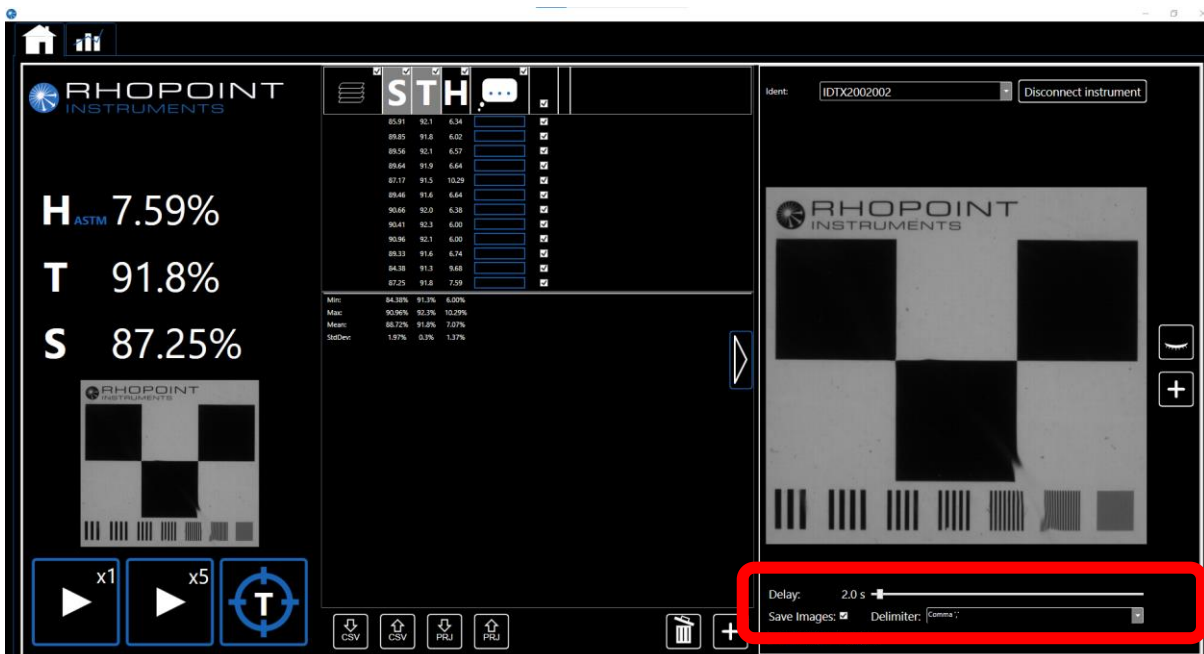 RHOPOINT
INSTRUMENTS
H ASTM 7.59%
T 91.8%
S 87.25%
RHOPOINT
INSTRUMENTS
x1
x5
T
S T H
85.91 92.1 6.34
89.85 91.8 6.02
89.56 92.1 6.57
89.64 91.9 6.64
87.17 91.5 10.29
89.46 91.6 6.64
90.66 92.0 6.38
90.41 92.3 6.00
90.96 92.1 6.00
89.33 91.6 6.74
84.38 91.3 9.68
87.25 91.8 7.59
Min: 84.38% 91.3% 6.00%
Max: 90.96% 92.3% 10.29%
Mean: 88.72% 91.8% 7.07%
StdDev: 1.97% 0.3% 1.37%
CSV
CSV
PRJ
PRJ
Ident: IDTX2002002 Disconnect instrument
RHOPOINT
INSTRUMENTS
Delay: 2.0 s
Save Images: Delimiter: Comma ','